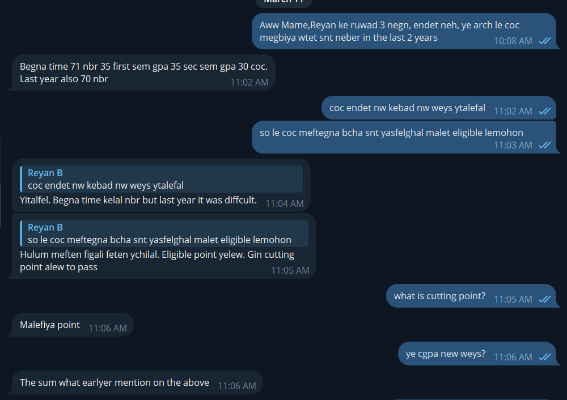 March 11
Aww Mame,Reyan ke ruwad 3 negn, endet neh, ye arch le coc
megbiya wtet snt neber in the last 2 years
10:08 AM
Begna time 71 nbr 35 first sem gpa 35 sec sem gpa 30 coc.
Last year also 70 nbr
11:02 AM
coc endet nw kebad nw weys ytalefal
11:02 AM
so le coc meftegna bcha snt yasfelghal malet eligible lemohon
11:03 AM
Reyan B
coc endet nw kebad nw weys ytalefal
Yitalfel. Begna time kelal nbr but last year it was diffcult.
11:04 AM
Reyan B
so le coc meftegna bcha snt yasfelghal malet eligible lemohon
Hulum meften figali feten ychilal. Eligible point yelew. Gin cutting
point alew to pass
11:05 AM
what is cutting point?
11:05 AM
Malefiya point
11:06 AM
ye cgpa new weys?
11:06 AM
The sum what earlyer mention on the above
11:06 AM